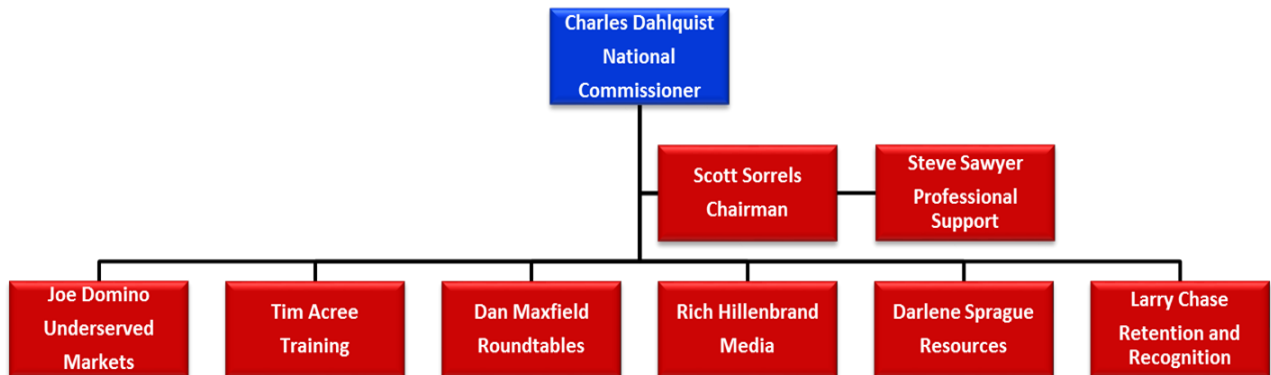 Charles Dahlquist
National
Commissioner
Scott Sorrels
Chairman
Steve Sawyer
Professional
Support
Joe Domino
Underserved
Markets
Tim Acree
Training
Dan Maxfield
Roundtables
Rich Hillenbrand
Media
Darlene Sprague
Resources
Larry Chase
Retention and
Recognition